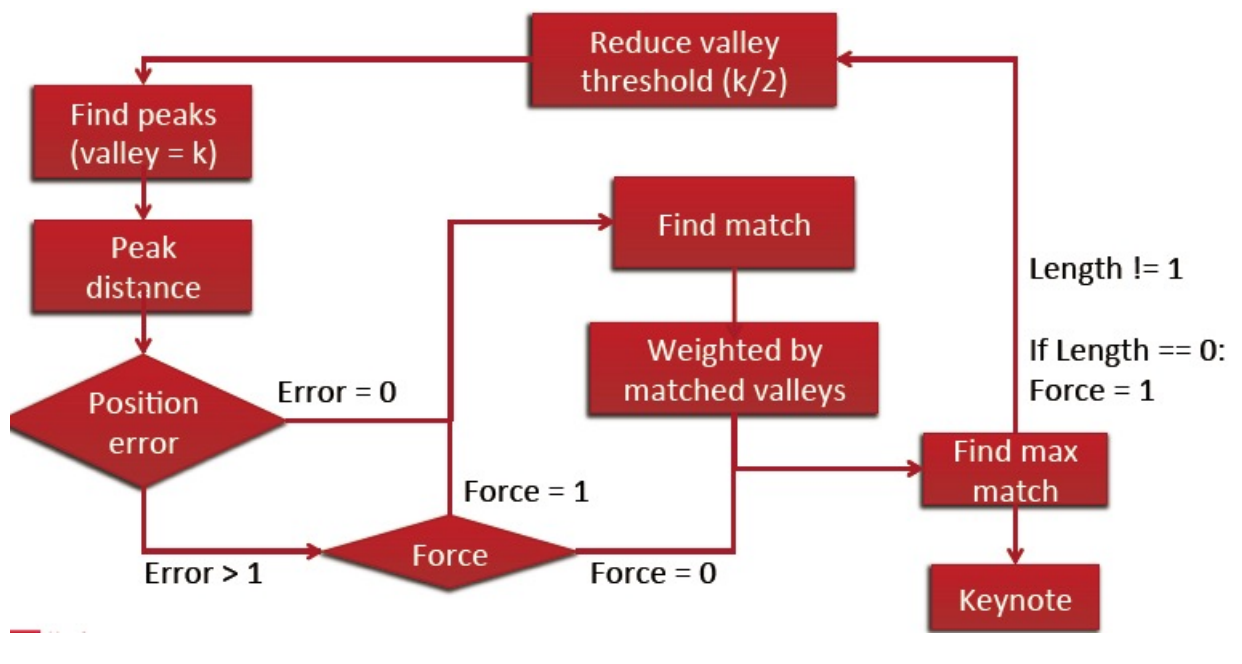 Reduce valley
threshold (k/2)
Find peaks
(valley = k)
Peak
distance
Find match
Length != 1
If Length == 0:
Force = 1
Weighted by
matched valleys
Position
error
Error = 0
Find max
match
Force = 1
Force
Error > 1
Force = 0
Keynote